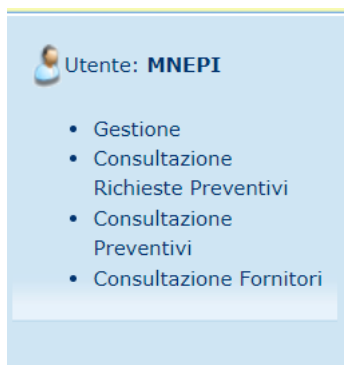 Utente: MNEPI
• Gestione
• Consultazione
Richieste Preventivi
• Consultazione
Preventivi
• Consultazione Fornitori